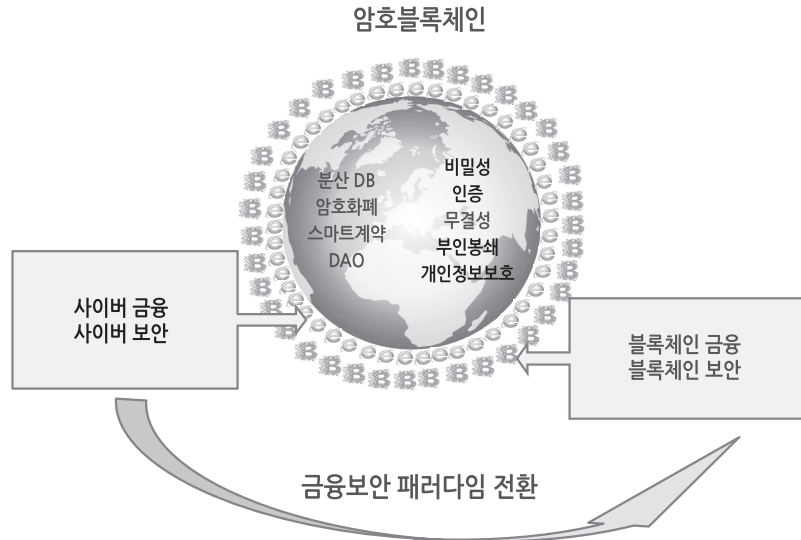 암호블록체인
분산 DB
암호화폐
스마트계약
DAO
비밀성
인증
무결성
부인봉쇄
개인정보보호
사이버 금융
사이버 보안
블록체인 금융
블록체인 보안
금융보안 패러다임 전환